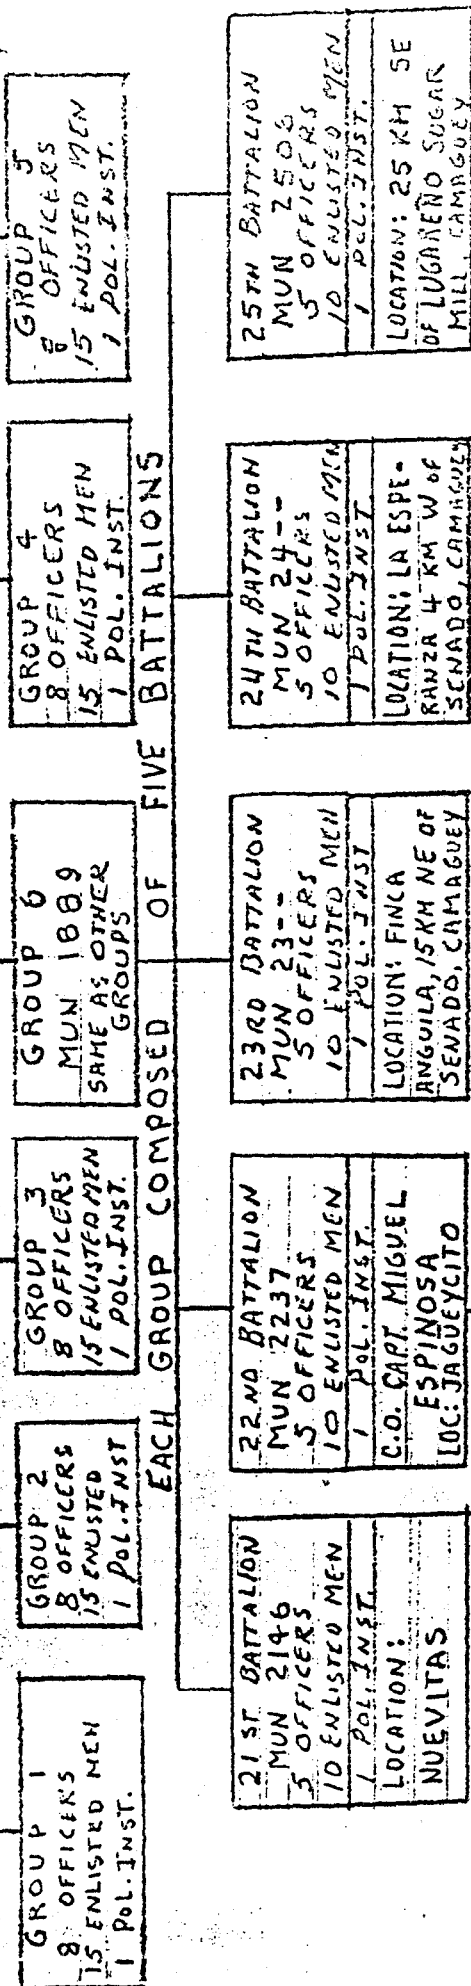 GROUP 1
8 OFFICERS
15 ENLISTED MEN
1 POL. INST.
GROUP 2
8 OFFICERS
15 ENLISTED
1 POL. INST
GROUP 3
8 OFFICERS
15 ENLISTED MEN
1 POL. INST.
GROUP 6
MUN 1889
SAME AS OTHER
GROUPS
GROUP 4
8 OFFICERS
15 ENLISTED MEN
1 POL. INST.
GROUP 5
8 OFFICERS
15 ENLISTED MEN
1 POL. INST.
EACH GROUP COMPOSED OF FIVE BATTALIONS
21 ST BATTALION
MUN 2146
5 OFFICERS
10 ENLISTED MEN
1 POL. INST.
LOCATION:
NUEVITAS
22 ND BATTALION
MUN 2237
5 OFFICERS
10 ENLISTED MEN
1 POL. INST.
C.O. CAPT. MIGUEL
ESPINOSA
LOC: JAGUEYCITO
23RD BATTALION
MUN 23--
5 OFFICERS
10 ENLISTED MEN
1 POL. INST
LOCATION: FINCA
ANGUILA, 15 KM NE OF
SENADO, CAMAGUEY
24 TH BATTALION
MUN 24--
5 OFFICERS
10 ENLISTED MEN
1 POL. INST.
LOCATION: LA ESPE-
RANZA 4 KM W OF
SENADO, CAMAGUEY
25TH BATTALION
MUN 2506
5 OFFICERS
10 ENLISTED MEN
1 POL. INST.
LOCATION: 25 KM SE
OF LUGAREÑO SUGAR
MILL, CAMAGUEY